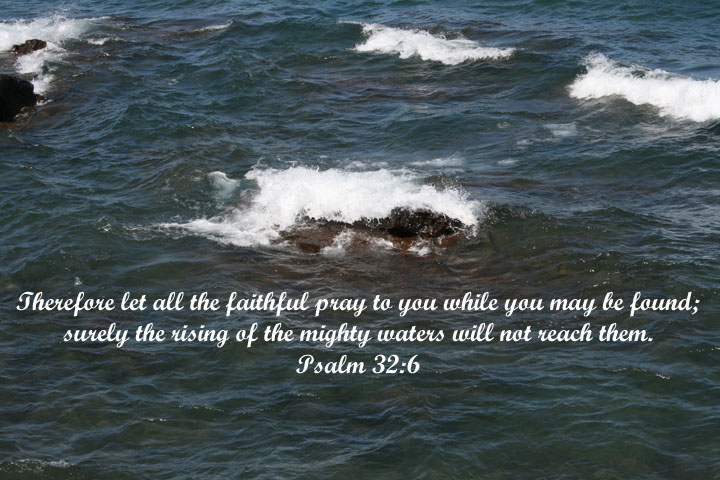 Therefore let all the faithful pray to you while you may be found;
surely the rising of the mighty waters will not reach them.
Psalm 32:6